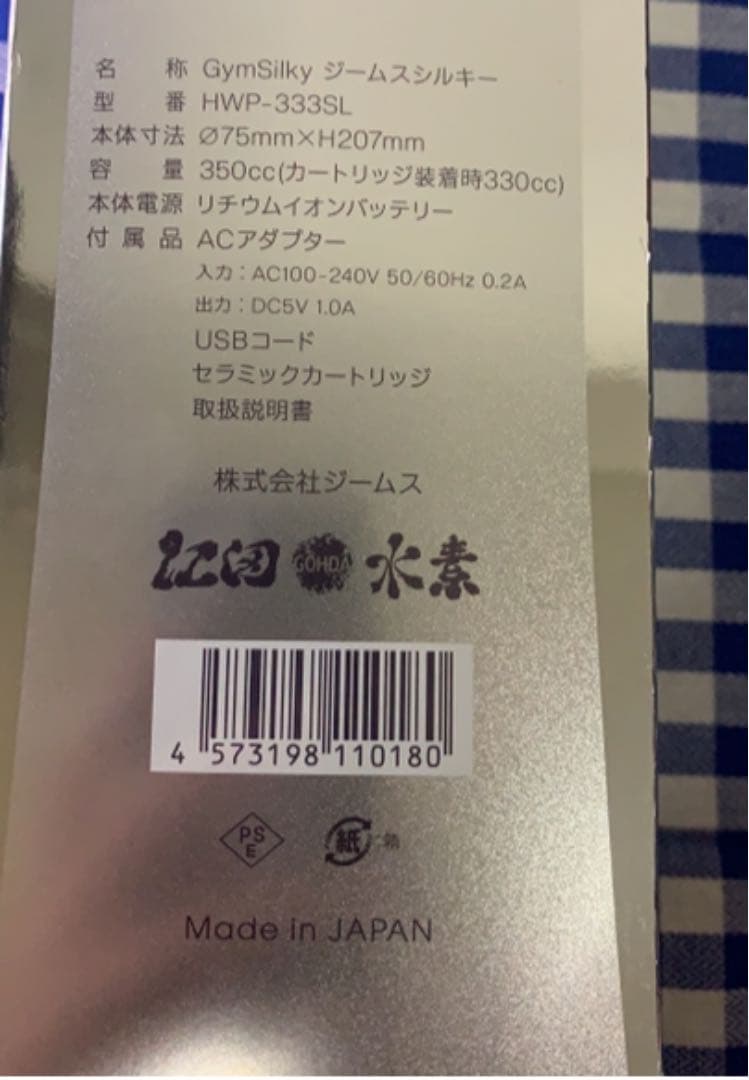 名 称 GymSilky ジームスシルキー
型 番 HWP-333SL
本体寸法 Ø75mm×H207mm
容 量 350cc(カートリッジ装着時330cc)
本体電源 リチウムイオンバッテリー
付属品 ACアダプター
入力:AC100-240V 50/60Hz 0.2A
出力:DC5V 1.0A
USBコード
セラミックカートリッジ
取扱説明書
株式会社ジームス
江田 GOHDA 水素
4 573198 110180
PSE 紙 箱
Made in JAPAN